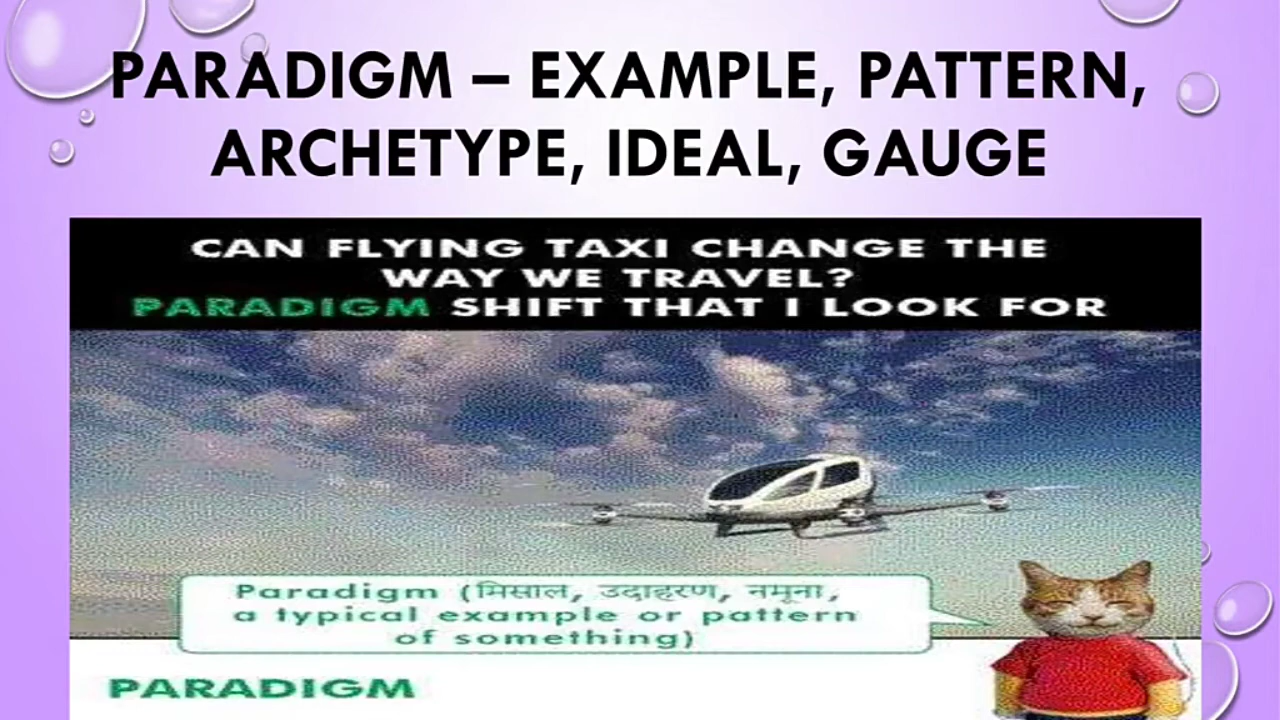 PARADIGM – EXAMPLE, PATTERN,
ARCHETYPE, IDEAL, GAUGE
CAN FLYING TAXI CHANGE THE
WAY WE TRAVEL?
PARADIGM SHIFT THAT I LOOK FOR
Paradigm (मिसाल, उदाहरण, नमूना,
a typical example or pattern
of something)
PARADIGM